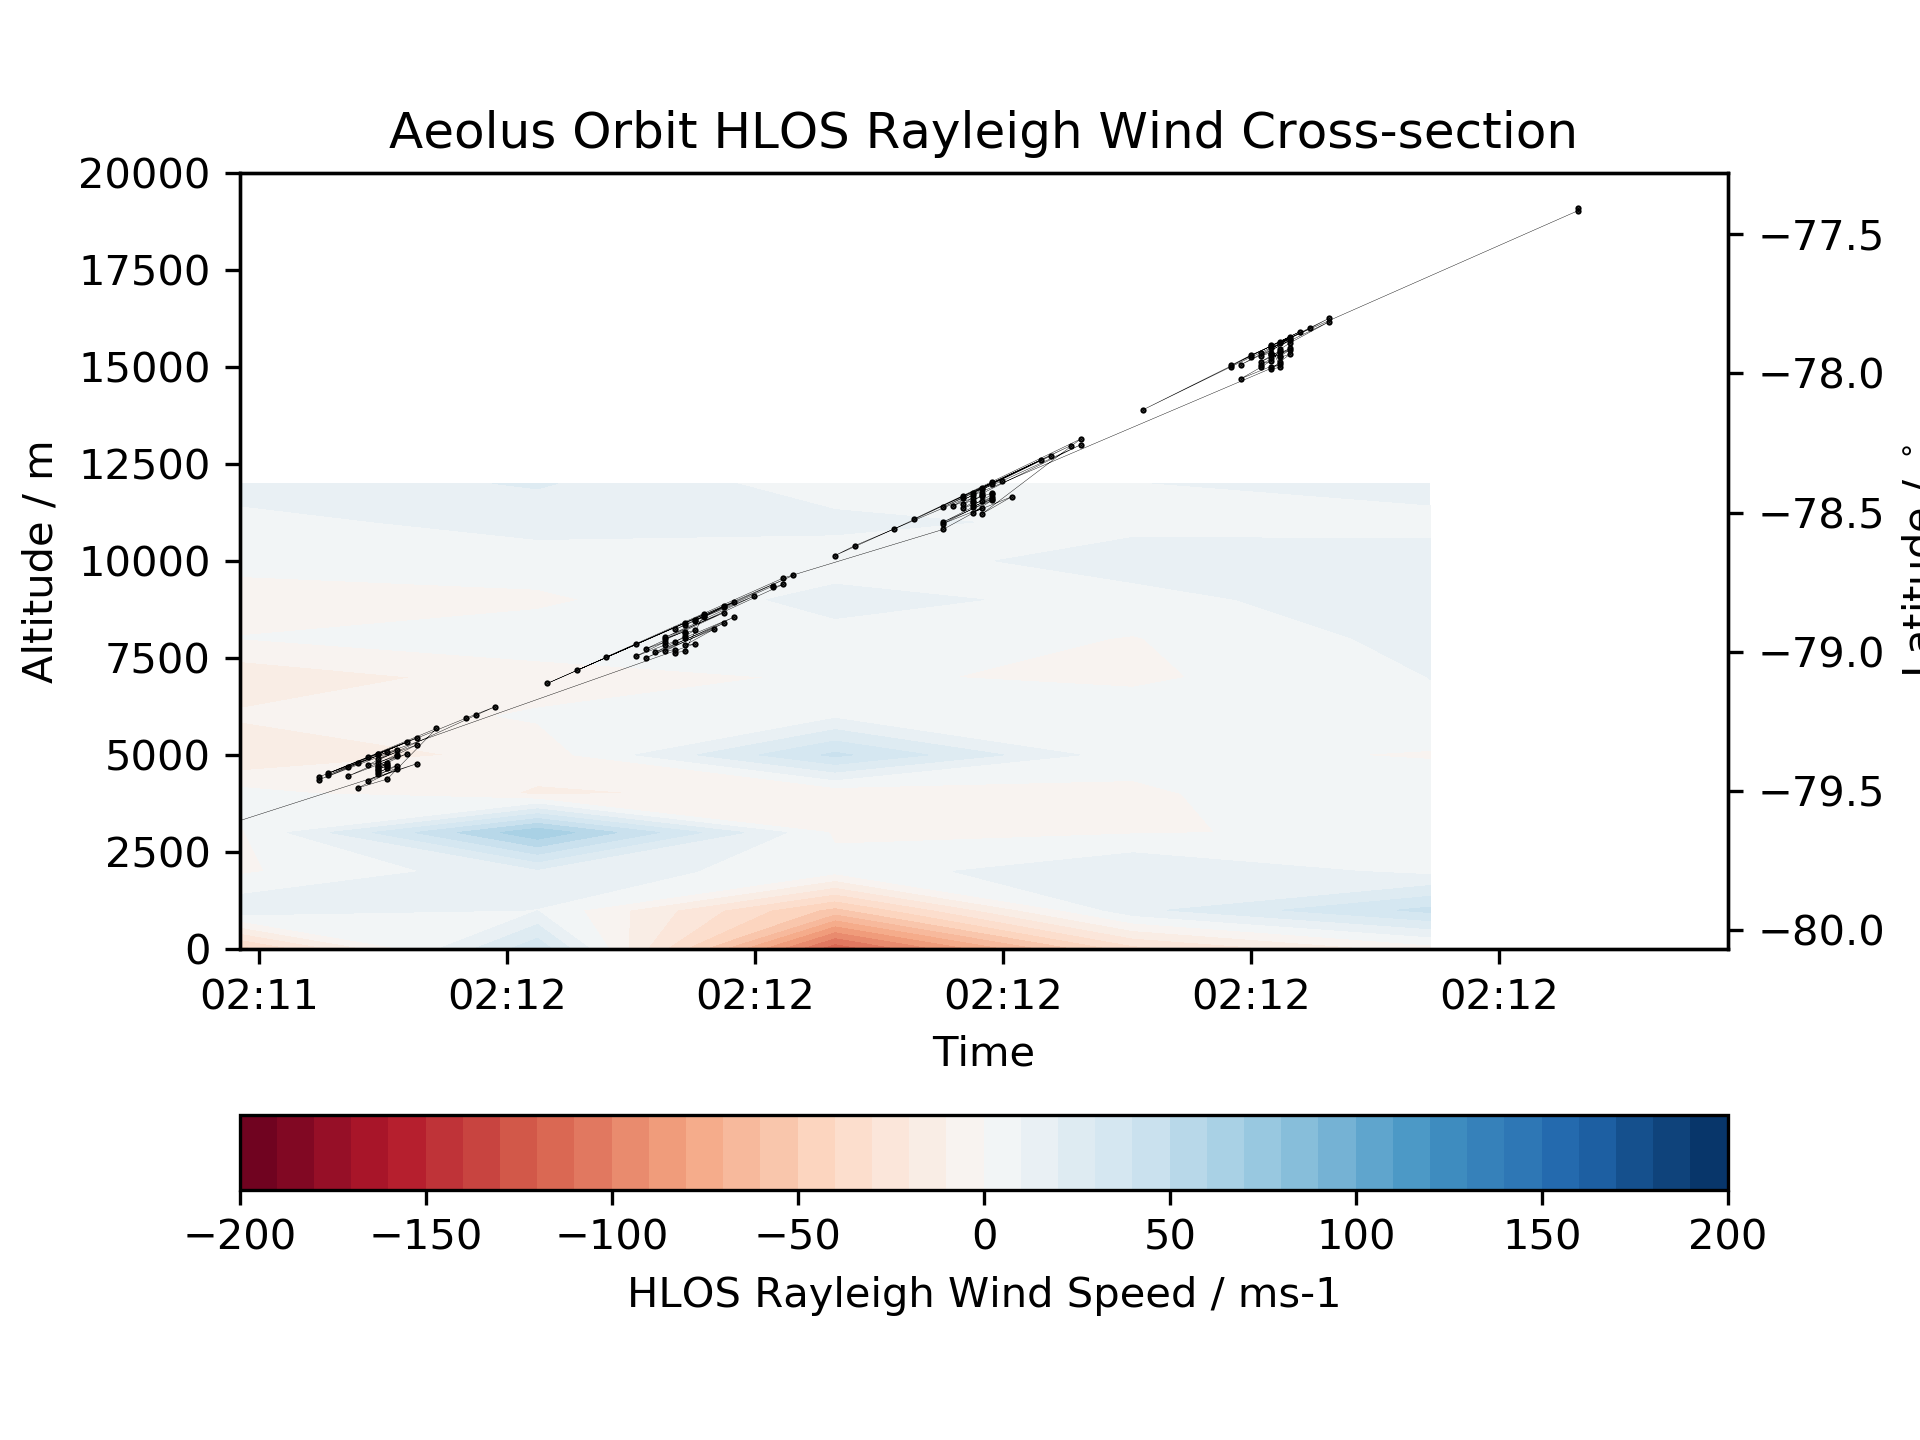 Aeolus Orbit HLOS Rayleigh Wind Cross-section
20000
17500
15000
12500
10000
7500
5000
2500
0
Altitude / m
−77.5
−78.0
−78.5
−79.0
−79.5
−80.0
Latitude / °
02:11 02:12 02:12 02:12 02:12 02:12
Time
−200 −150 −100 −50 0 50 100 150 200
HLOS Rayleigh Wind Speed / ms-1